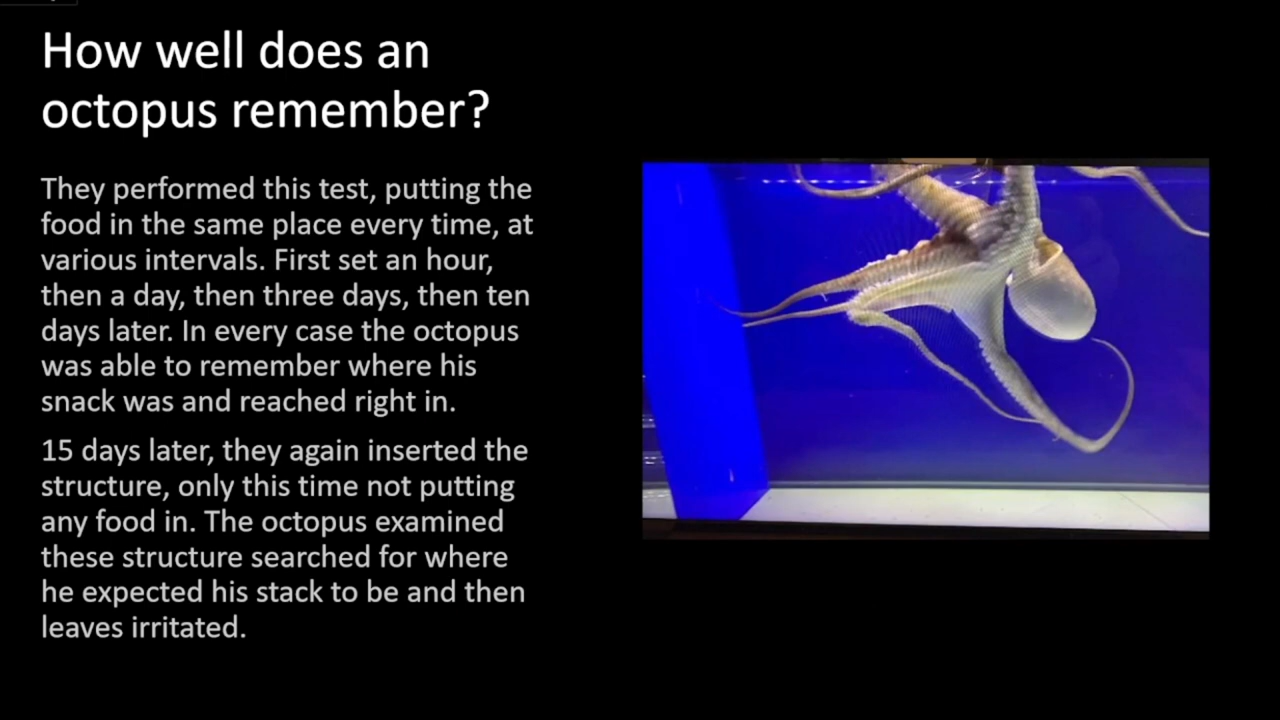 How well does an
octopus remember?
They performed this test, putting the
food in the same place every time, at
various intervals. First set an hour,
then a day, then three days, then ten
days later. In every case the octopus
was able to remember where his
snack was and reached right in.
15 days later, they again inserted the
structure, only this time not putting
any food in. The octopus examined
these structure searched for where
he expected his stack to be and then
leaves irritated.